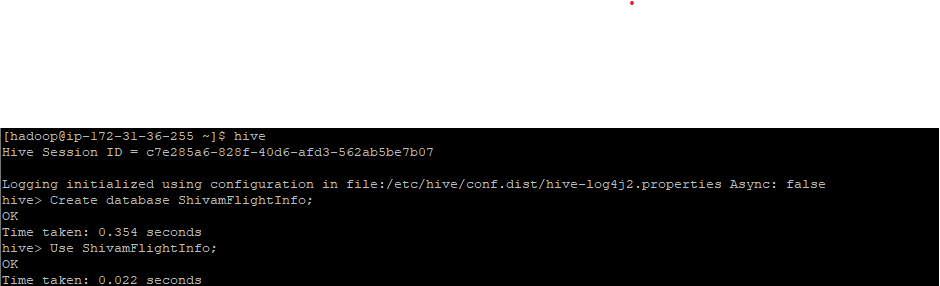 [hadoop@ip-172-31-36-255 ~]$ hive
Hive Session ID = c7e285a6-828f-40d6-afd3-562ab5be7b07
Logging initialized using configuration in file:/etc/hive/conf.dist/hive-log4j2.properties Async: false
hive> Create database ShivamFlightInfo;
OK
Time taken: 0.354 seconds
hive> Use ShivamFlightInfo;
OK
Time taken: 0.022 seconds